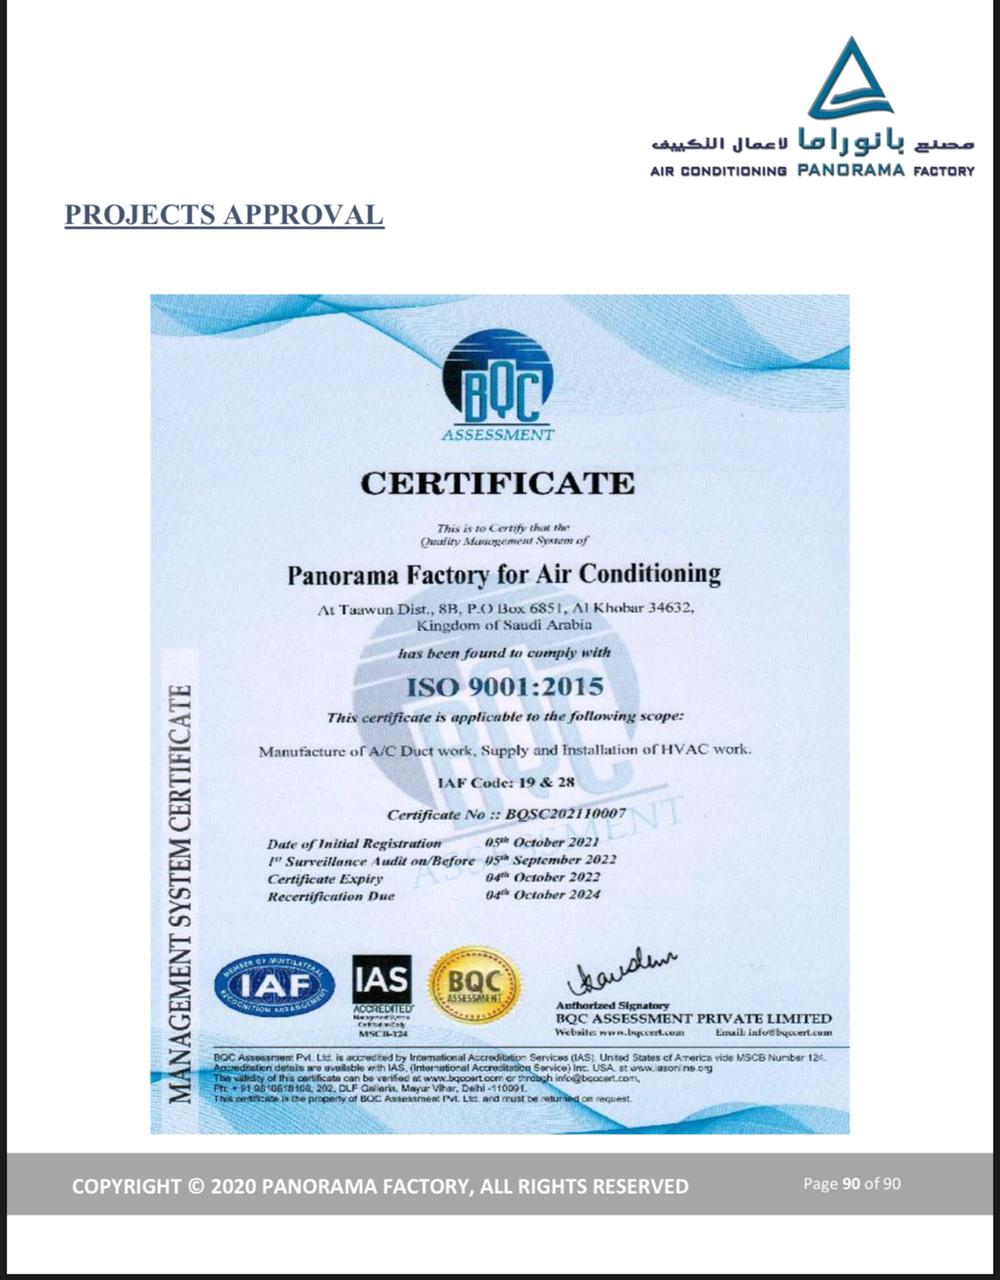 مصنع بانوراما لاعمال التكييف
AIR CONDITIONING PANORAMA FACTORY
PROJECTS APPROVAL
BQC
ASSESSMENT
CERTIFICATE
This is to Certify that the
Quality Management System of
Panorama Factory for Air Conditioning
At Taawun Dist., 8B, P.O Box 6851, Al Khobar 34632,
Kingdom of Saudi Arabia
has been found to comply with
ISO 9001:2015
This certificate is applicable to the following scope:
Manufacture of A/C Duct work, Supply and Installation of HVAC work.
IAF Code: 19 & 28
Certificate No :: BQSC202110007
Date of Initial Registration 05th October 2021
1st Surveillance Audit on/Before 05th September 2022
Certificate Expiry 04th October 2022
Recertification Due 04th October 2024
BQC
ASSESSMENT
MANAGEMENT SYSTEM CERTIFICATE
MEMBER OF MULTILATERAL
IAF
RECOGNITION ARRANGEMENT
IAS
ACCREDITED
Management System
Certification Body
MSCB-124
BQC
ASSESSMENT
Authorized Signatory
BQC ASSESSMENT PRIVATE LIMITED
Website: www.bqccert.com Email: info@bqccert.com
BQC Assessment Pvt. Ltd. is accredited by International Accreditation Services (IAS), United States of America vide MSCB Number 124.
Accreditation details are available with IAS, (International Accreditation Service) Inc. USA, at www.iasonline.org
The validity of this certificate can be verified at www.bqccert.com or through info@bqccert.com,
Ph: + 91 9810618108, 202, DLF Galleria, Mayur Vihar, Delhi -110091.
This certificate is the property of BQC Assessment Pvt. Ltd. and must be returned on request.
COPYRIGHT © 2020 PANORAMA FACTORY, ALL RIGHTS RESERVED
Page 90 of 90